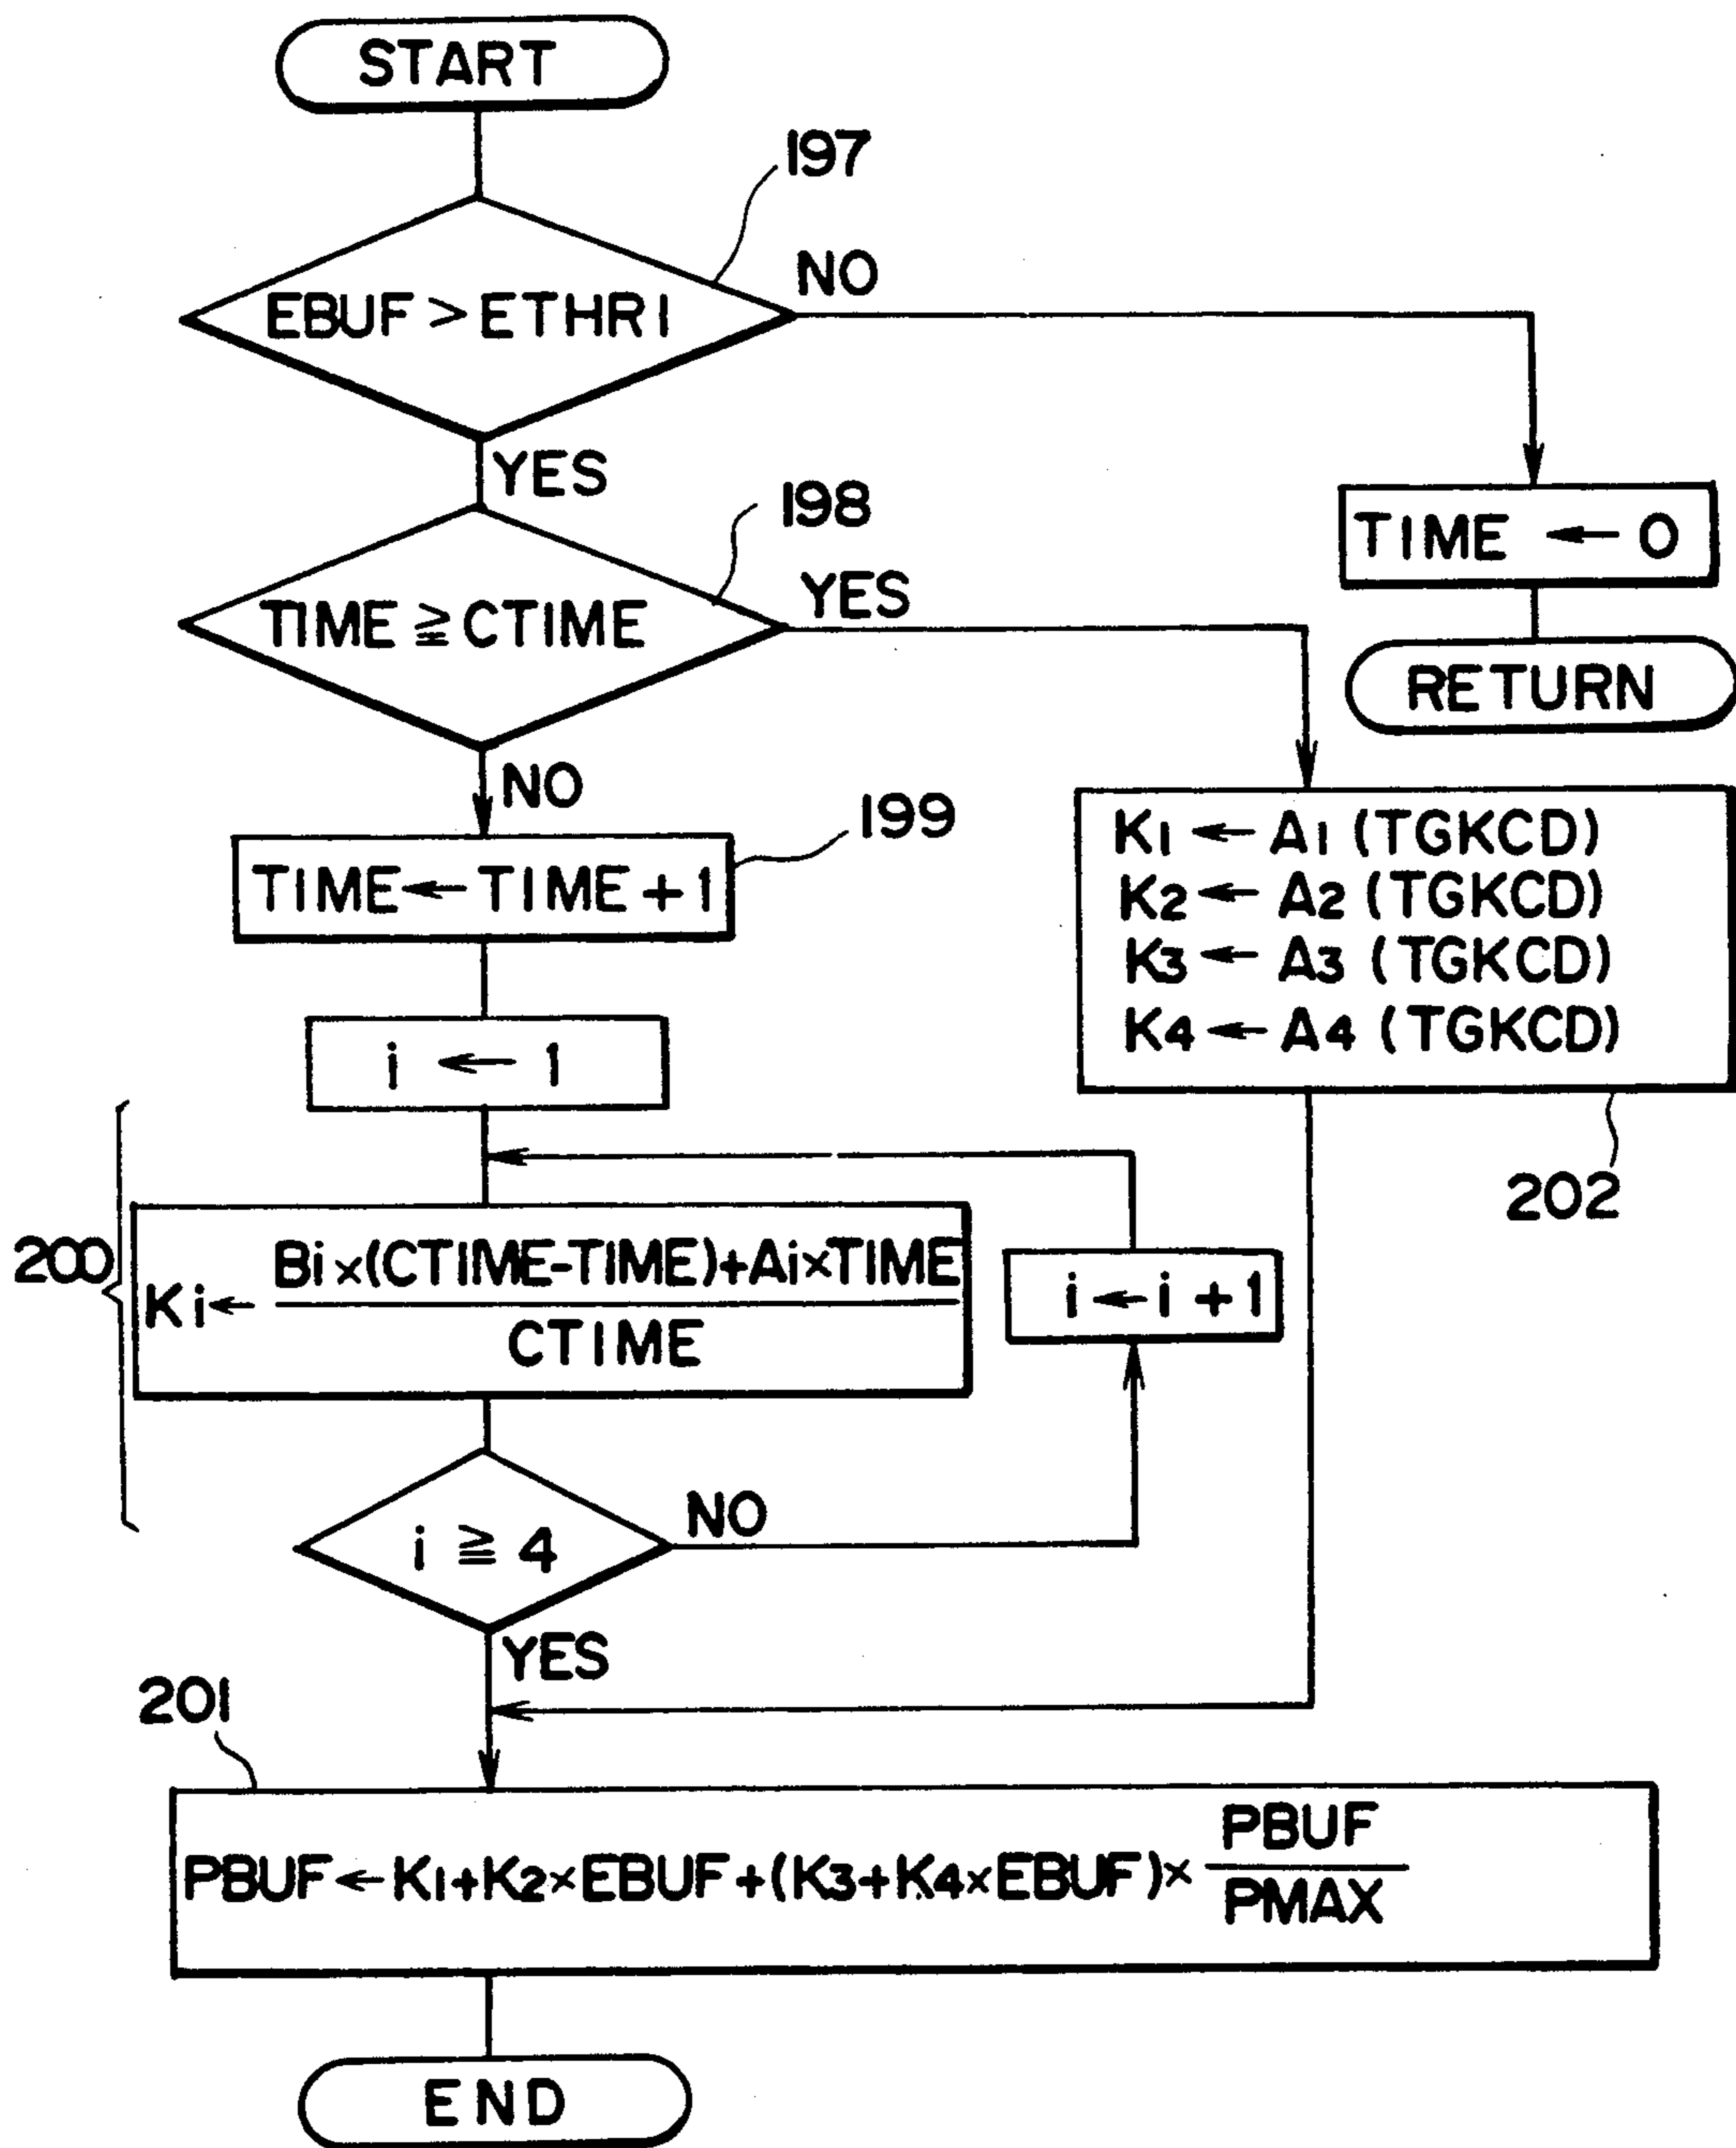 START
197
NO
EBUF > ETHR1
YES
198
YES
TIME ← 0
TIME ≧ CTIME
RETURN
NO
199
TIME ← TIME + 1
K1 ← A1 (TGKCD)
K2 ← A2 (TGKCD)
K3 ← A3 (TGKCD)
K4 ← A4 (TGKCD)
i ← 1
202
200
Ki ← Bi × (CTIME-TIME) + Ai × TIME
CTIME
i ← i + 1
i ≧ 4
NO
YES
201
PBUF ← K1 + K2 × EBUF + (K3 + K4 × EBUF) × PBUF
PMAX
END